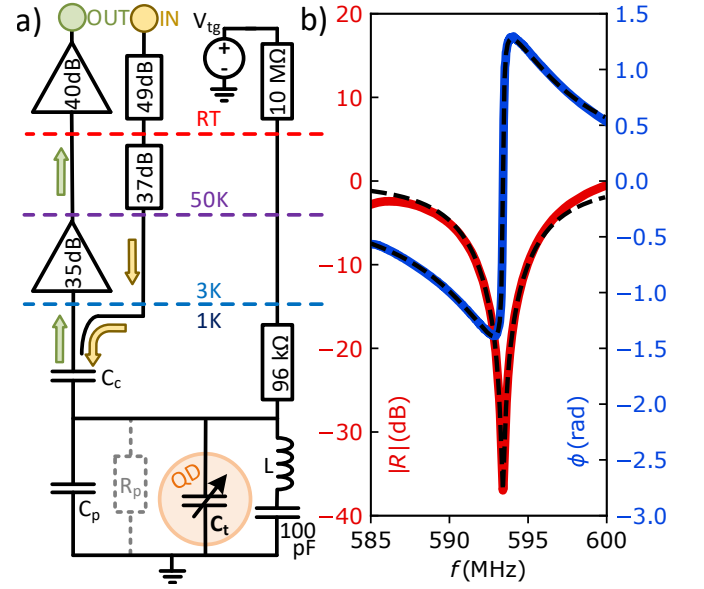 a)
OUT
IN
V_tg
+
-
40dB
49dB
10 MΩ
RT
37dB
50K
35dB
3K
1K
C_c
96 kΩ
QD
L
C_p
R_p
C_t
100
pF
b)
20
10
0
−10
−20
−30
−40
|R| (dB)
1.5
1.0
0.5
0.0
−0.5
−1.0
−1.5
−2.0
−2.5
−3.0
ϕ (rad)
585
590
595
600
f (MHz)